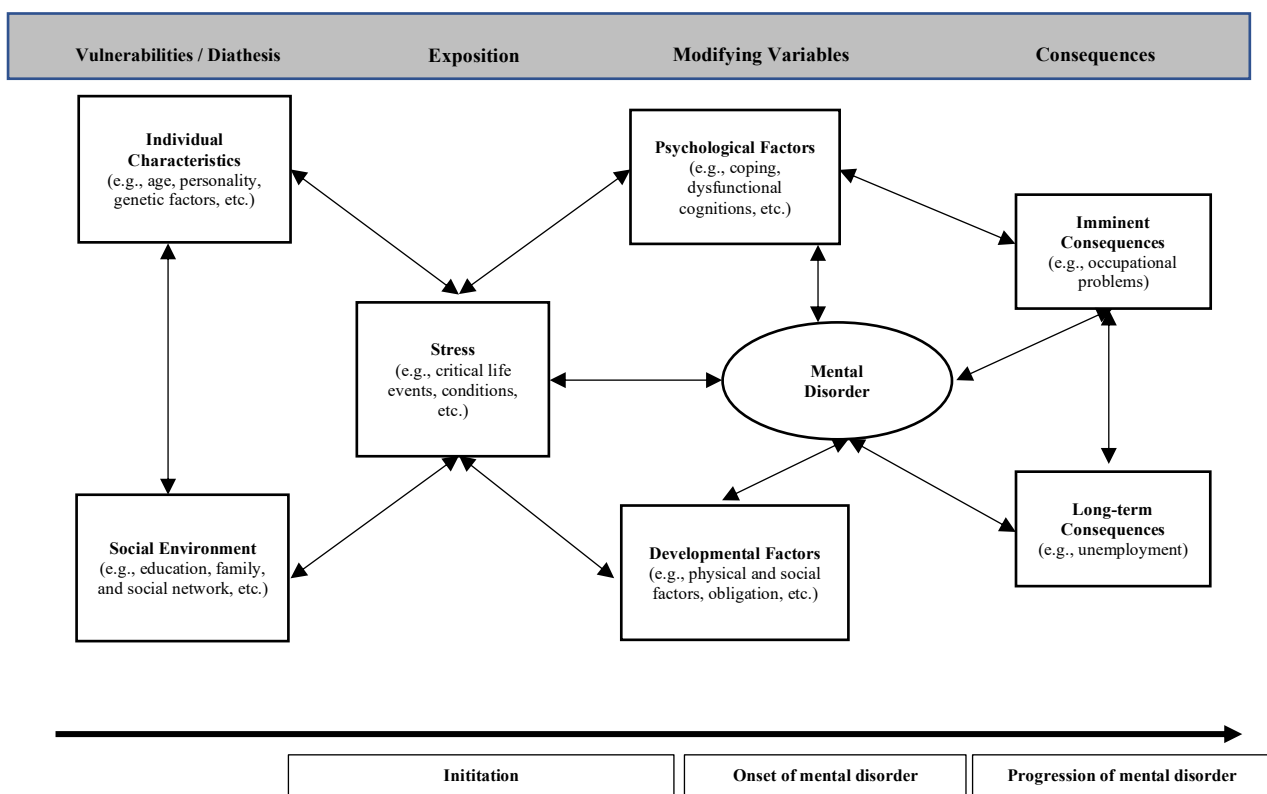 Vulnerabilities / Diathesis
Exposition
Modifying Variables
Consequences
Individual
Characteristics
(e.g., age, personality,
genetic factors, etc.)
Psychological Factors
(e.g., coping,
dysfunctional
cognitions, etc.)
Imminent
Consequences
(e.g., occupational
problems)
Stress
(e.g., critical life
events, conditions,
etc.)
Mental
Disorder
Social Environment
(e.g., education, family,
and social network, etc.)
Developmental Factors
(e.g., physical and social
factors, obligation, etc.)
Long-term
Consequences
(e.g., unemployment)
Inititation
Onset of mental disorder
Progression of mental disorder